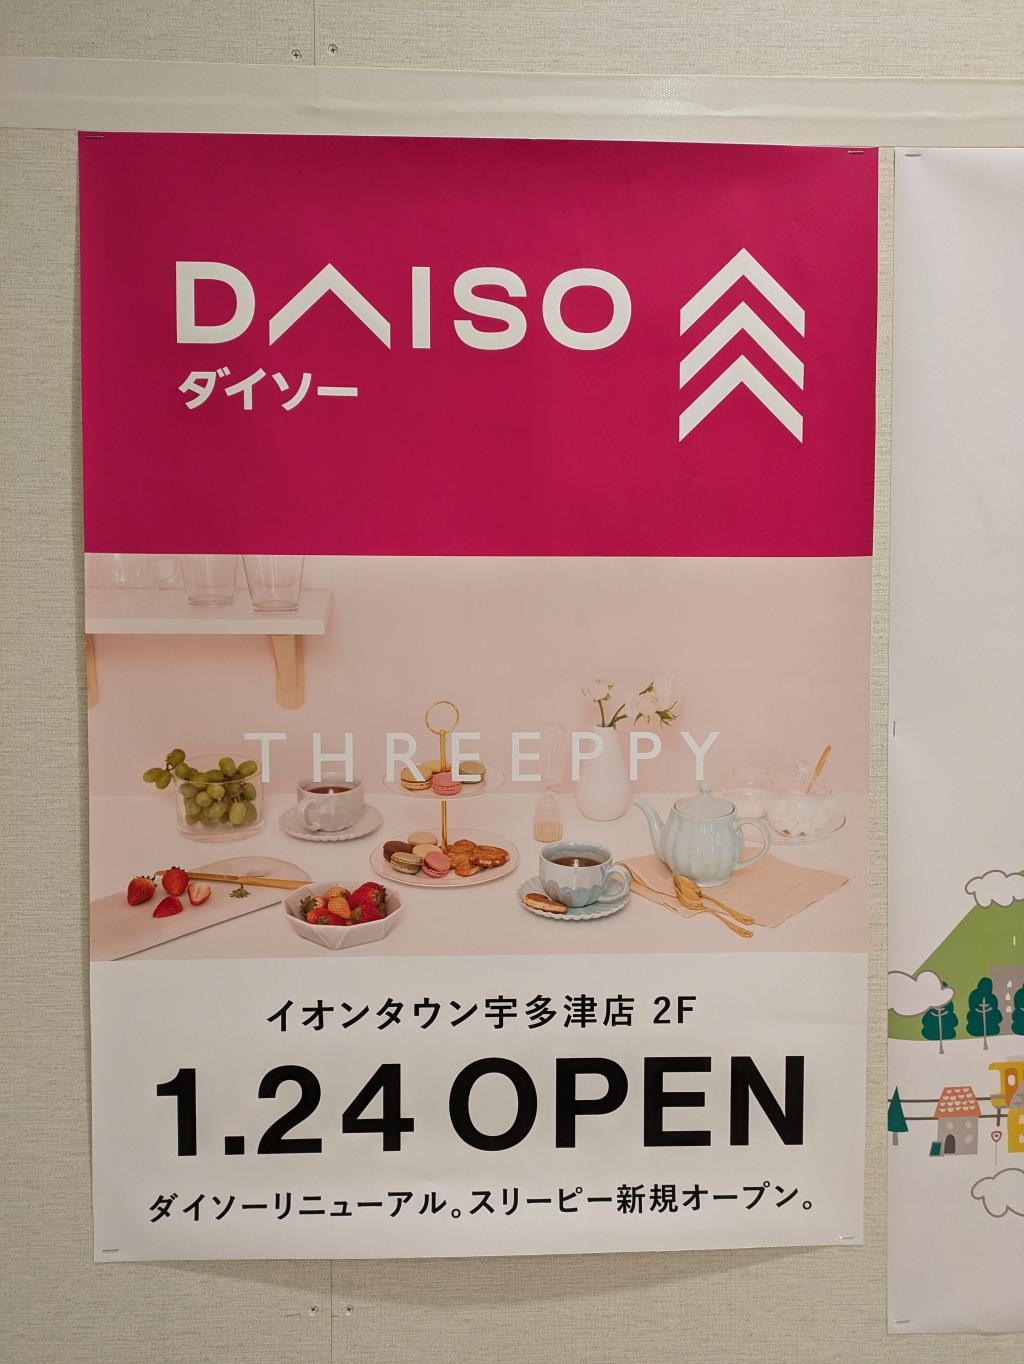 DAISO
ダイソー
THREEPPY
イオンタウン宇多津店 2F
1.24 OPEN
ダイソーリニューアル。スリーピー新規オープン。